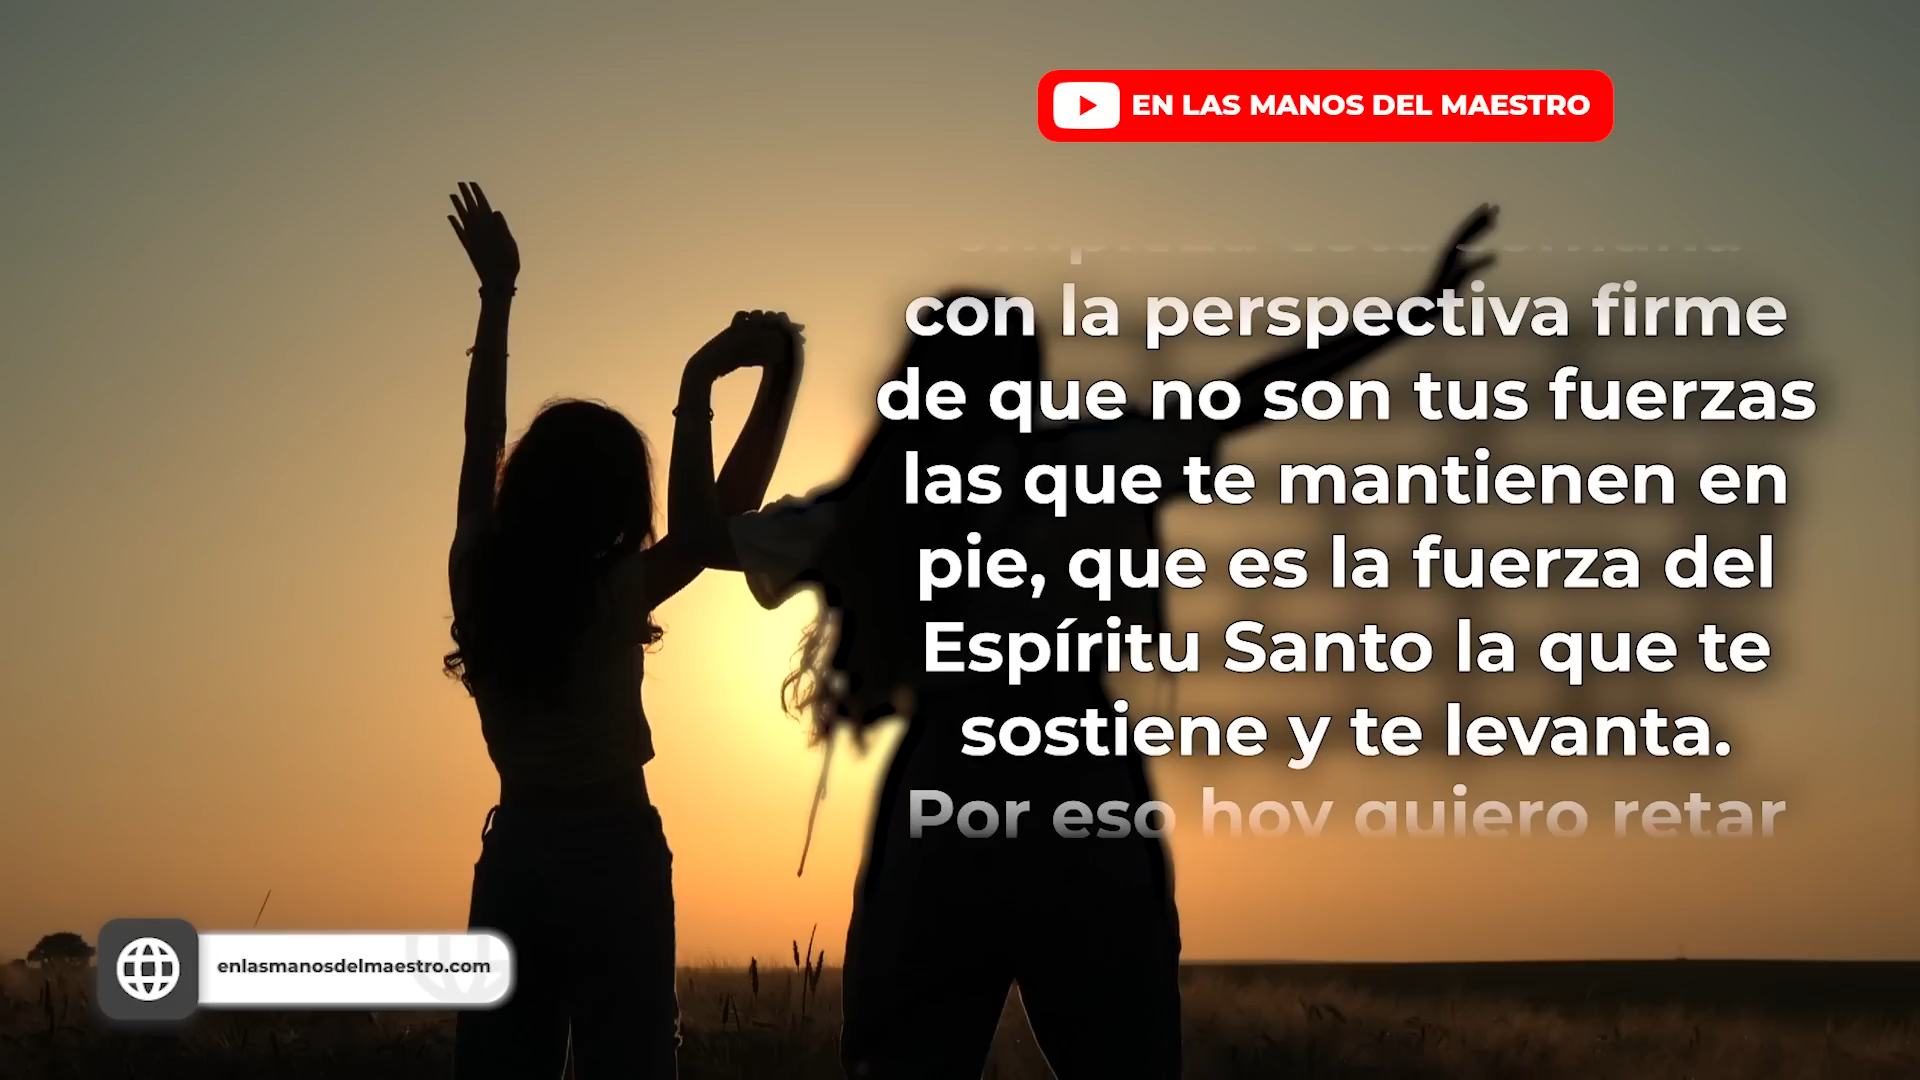 EN LAS MANOS DEL MAESTRO
con la perspectiva firme
de que no son tus fuerzas
las que te mantienen en
pie, que es la fuerza del
Espíritu Santo la que te
sostiene y te levanta.
Por eso hoy quiero retar
enlasmanosdelmaestro.com